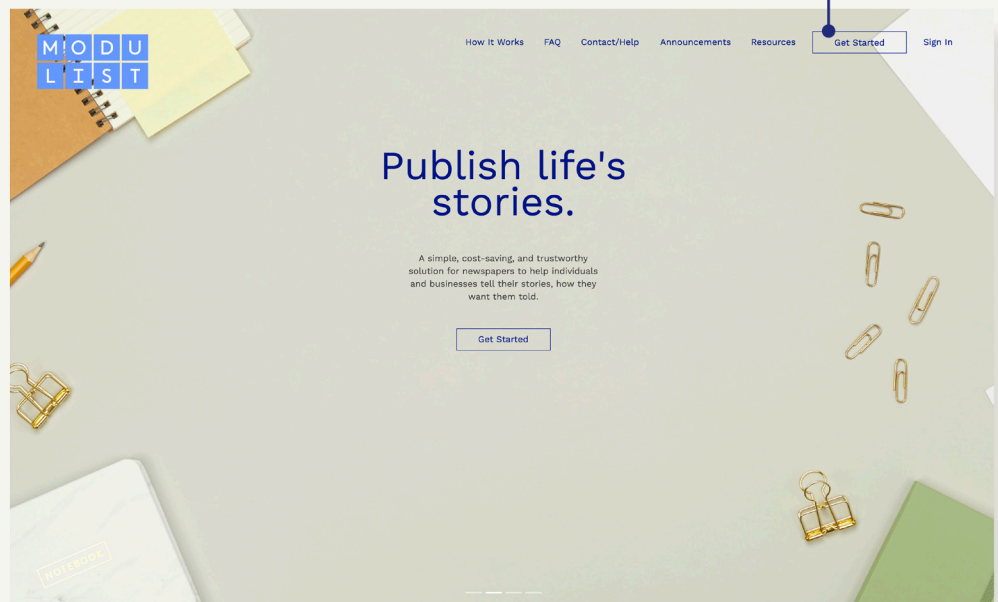 MODU
LIST
How It Works FAQ Contact/Help Announcements Resources Get Started Sign In
Publish life's
stories.
A simple, cost-saving, and trustworthy
solution for newspapers to help individuals
and businesses tell their stories, how they
want them told.
Get Started
NOTEBOOK